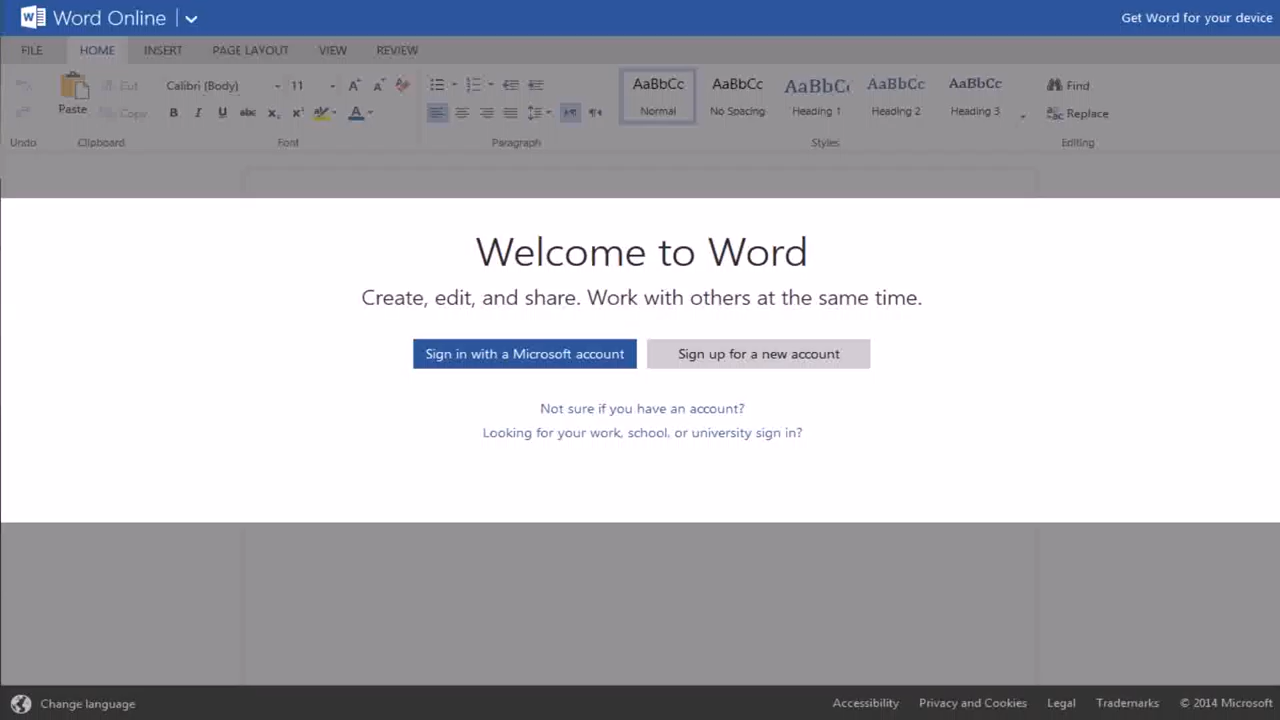 Word Online
Get Word for your device
FILE HOME INSERT PAGE LAYOUT VIEW REVIEW
Paste
Cut
Copy
Calibri (Body) 11
B I U abc x₂ x²
A
AaBbCc AaBbCc AaBbCc AaBbCc AaBbCc
Normal No Spacing Heading 1 Heading 2 Heading 3
Find
Replace
Undo Clipboard Font Paragraph Styles Editing
Welcome to Word
Create, edit, and share. Work with others at the same time.
Sign in with a Microsoft account Sign up for a new account
Not sure if you have an account?
Looking for your work, school, or university sign in?
Change language Accessibility Privacy and Cookies Legal Trademarks © 2014 Microsoft